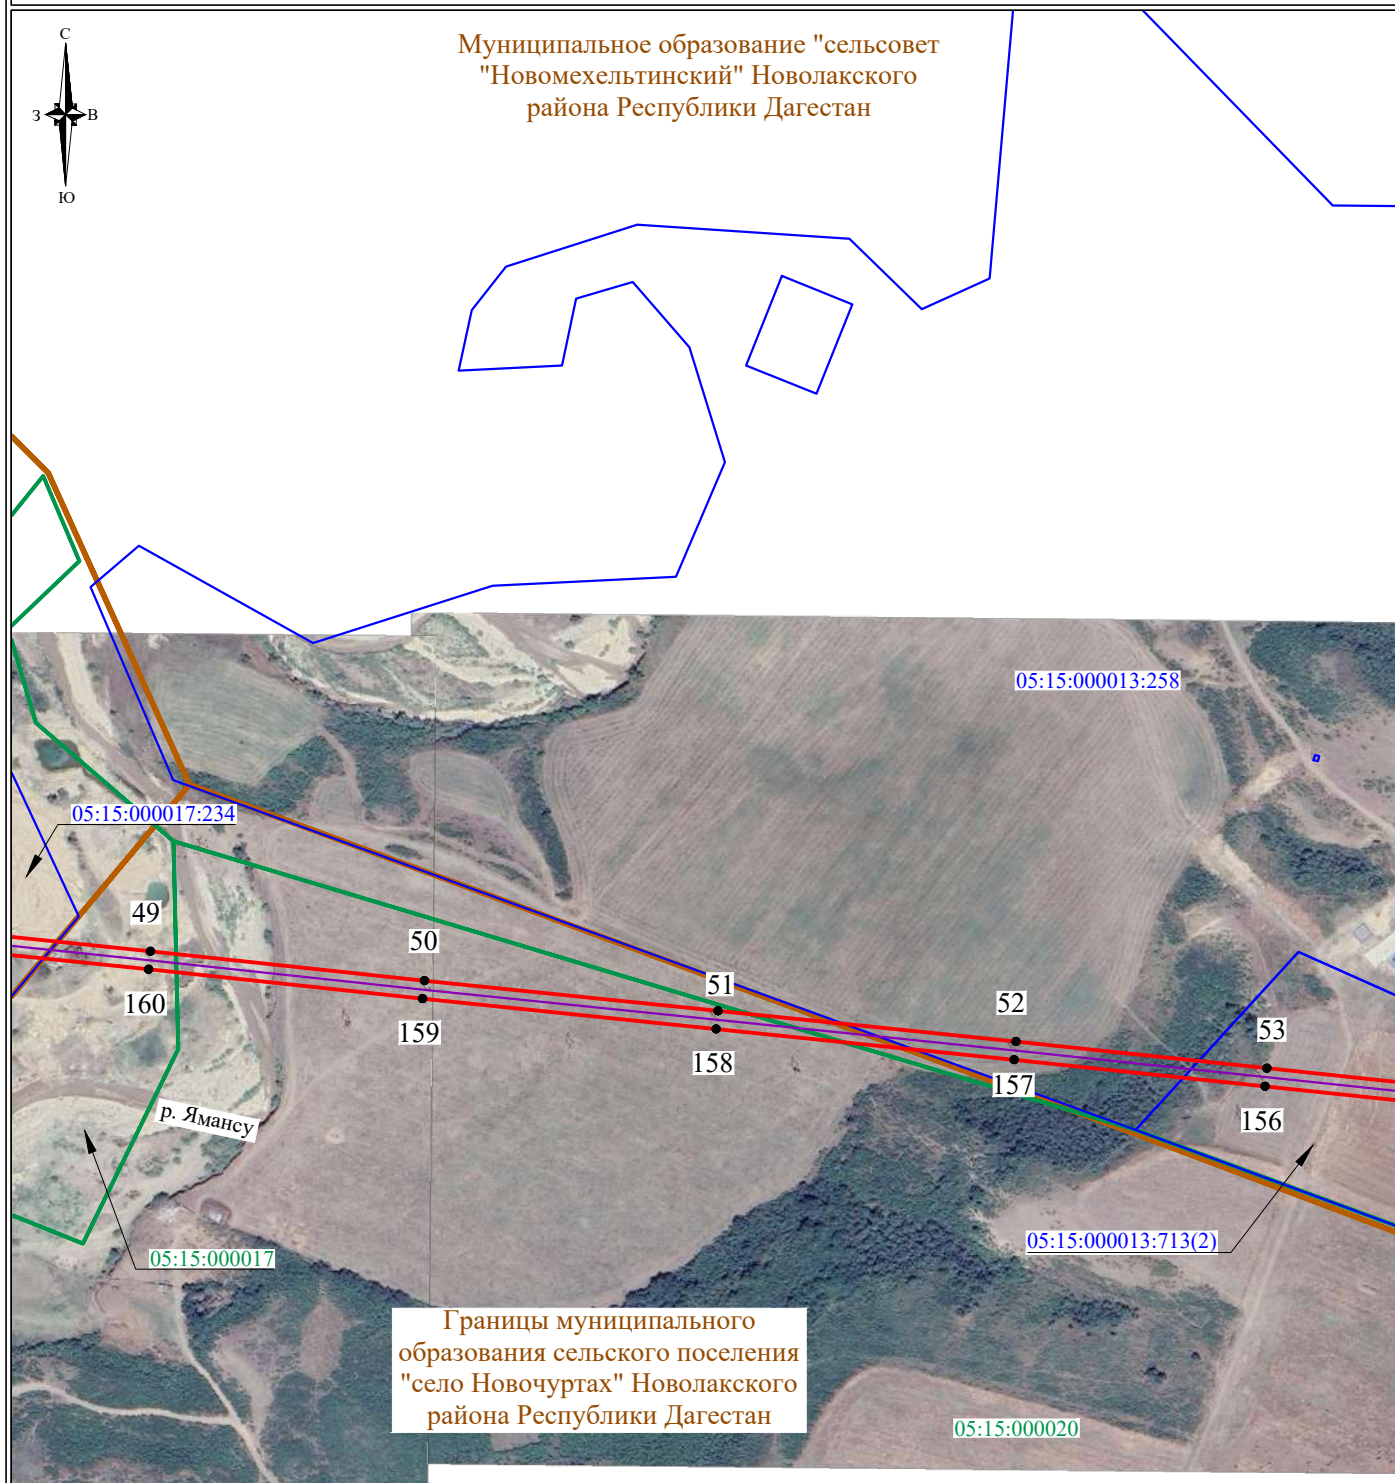 С
З В
Ю
Муниципальное образование "сельсовет
"Новомехельтинский" Новолакского
района Республики Дагестан
05:15:000013:258
05:15:000017:234
49
50
51
52
53
160
159
158
157
156
р. Ямансу
05:15:000017
05:15:000013:713(2)
Границы муниципального
образования сельского поселения
"село Новочуртах" Новолакского
района Республики Дагестан
05:15:000020